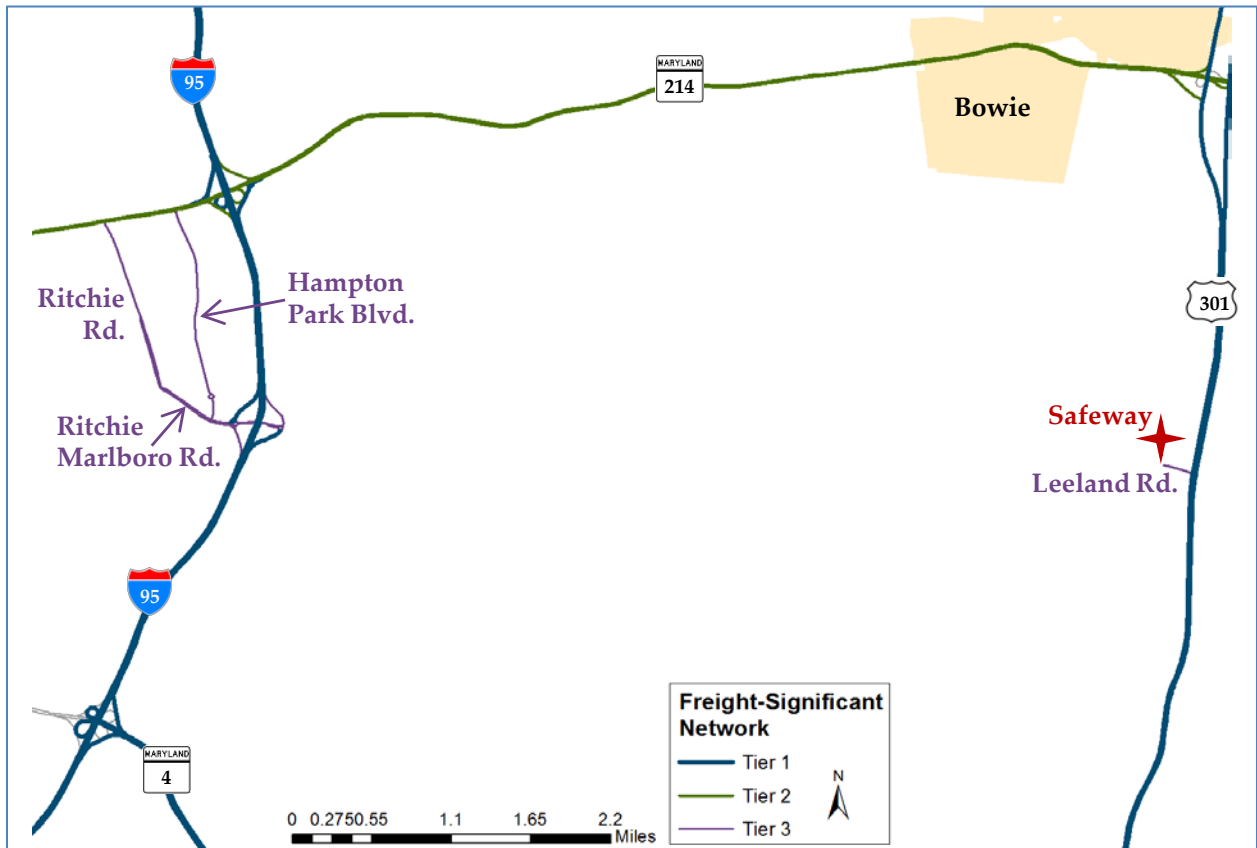 95
MARYLAND
214
Bowie
Hampton
Park Blvd.
Ritchie
Rd.
301
Safeway
Ritchie
Marlboro Rd.
Leeland Rd.
95
MARYLAND
4
Freight-Significant
Network
Tier 1
Tier 2
Tier 3
N
0 0.2750.55 1.1 1.65 2.2
Miles